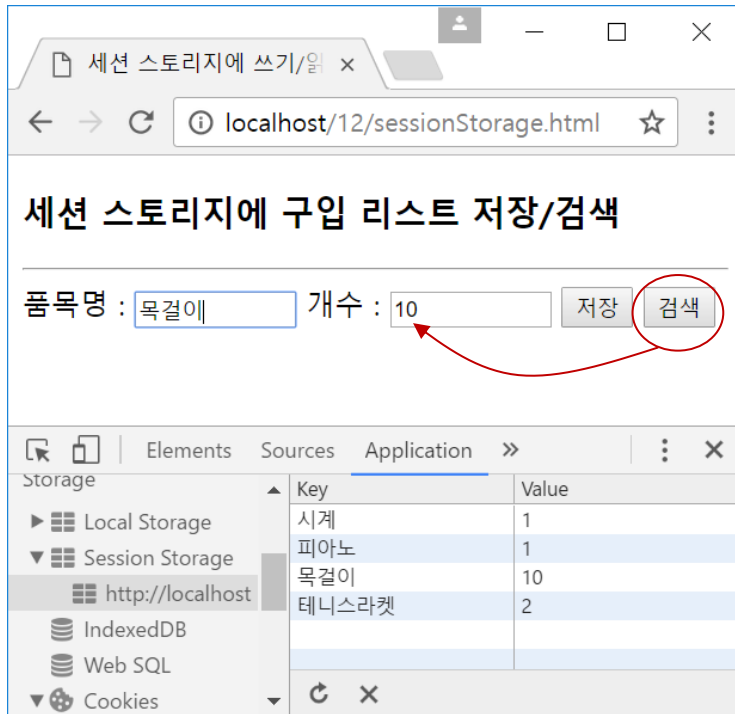 세션 스토리지에 쓰기/읽
localhost/12/sessionStorage.html
세션 스토리지에 구입 리스트 저장/검색
품목명 : 목걸이 개수 : 10 저장 검색
Elements Sources Application »
Storage
Key Value
Local Storage
시계 1
Session Storage
피아노 1
http://localhost
목걸이 10
테니스라켓 2
IndexedDB
Web SQL
Cookies